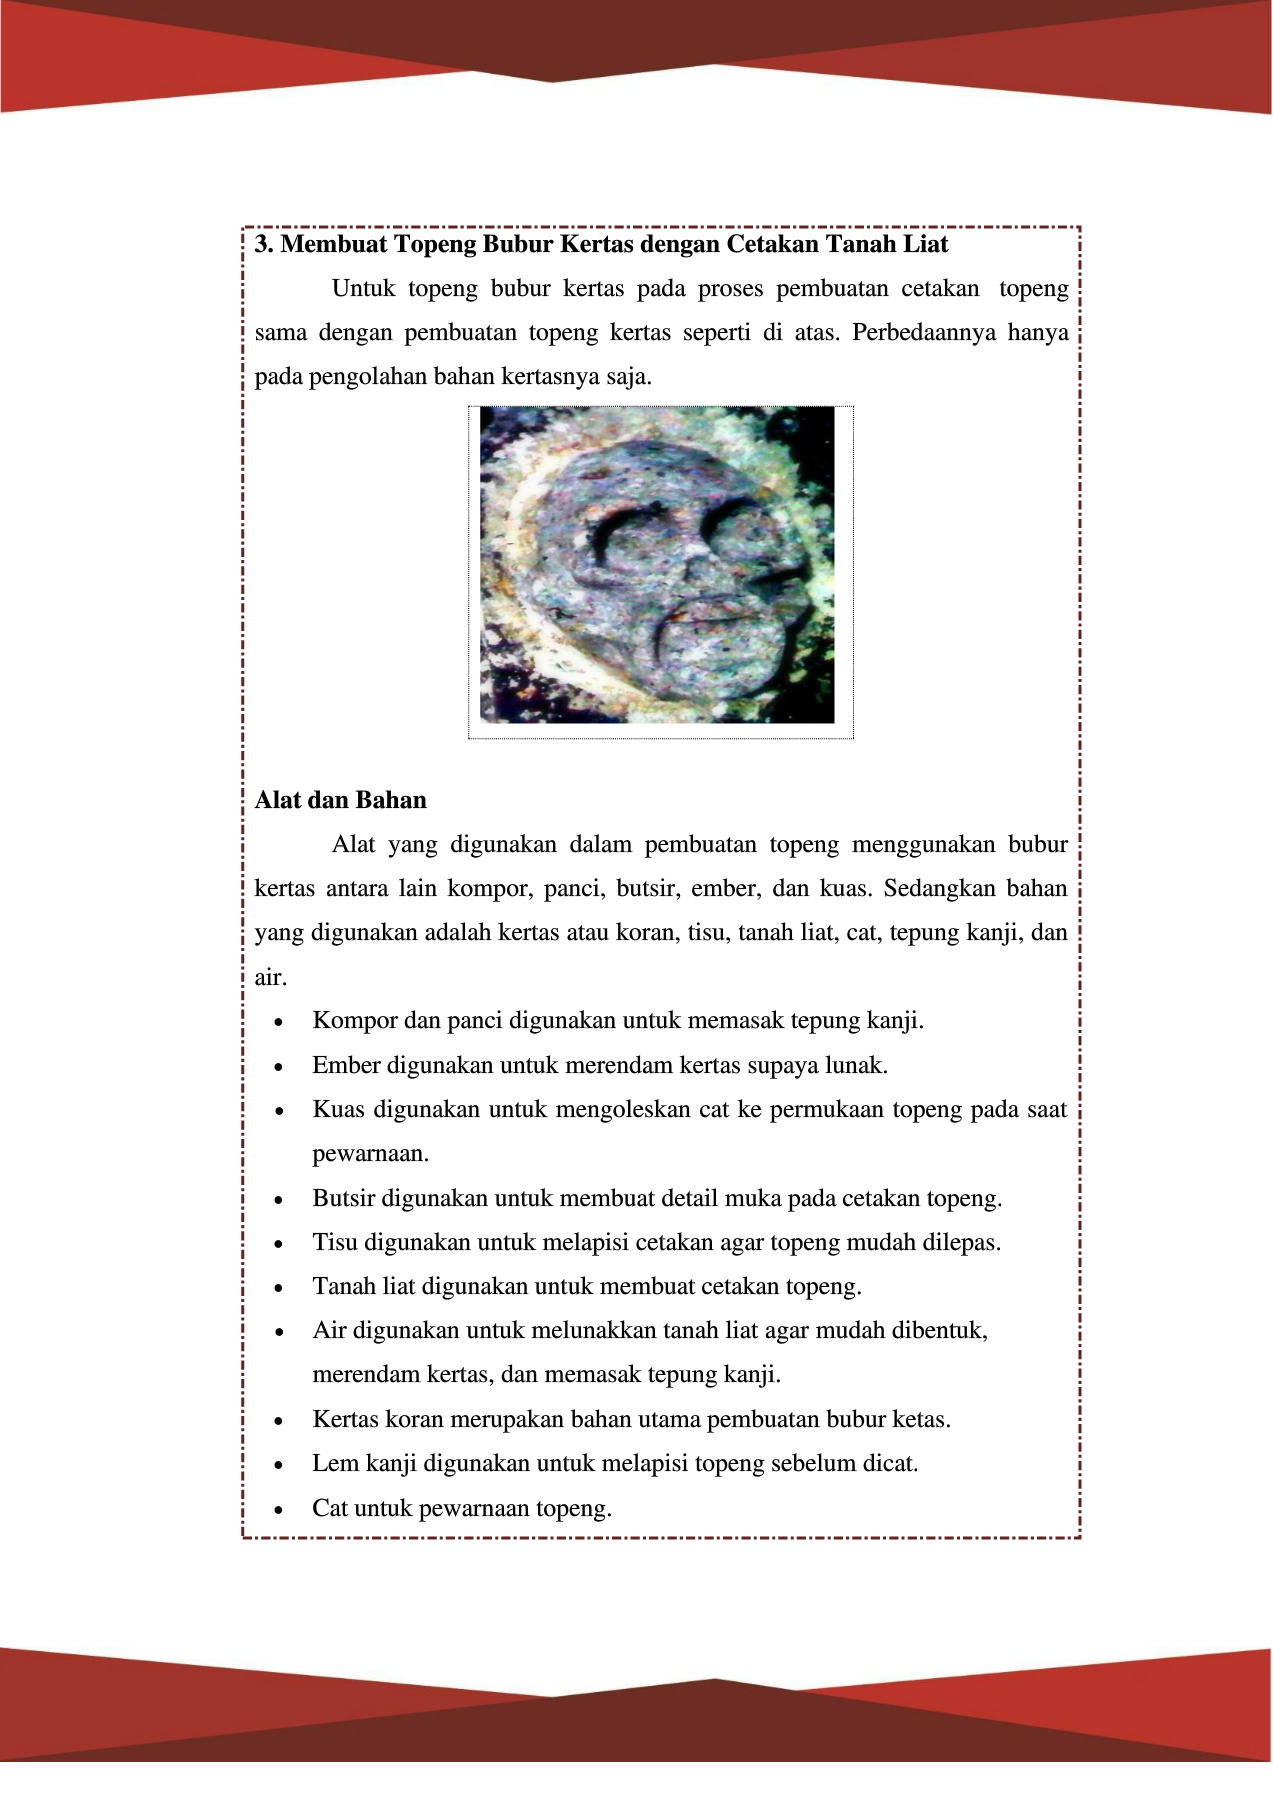 3. Membuat Topeng Bubur Kertas dengan Cetakan Tanah Liat
Untuk topeng bubur kertas pada proses pembuatan cetakan topeng
sama dengan pembuatan topeng kertas seperti di atas. Perbedaannya hanya
pada pengolahan bahan kertasnya saja.
Alat dan Bahan
Alat yang digunakan dalam pembuatan topeng menggunakan bubur
kertas antara lain kompor, panci, butsir, ember, dan kuas. Sedangkan bahan
yang digunakan adalah kertas atau koran, tisu, tanah liat, cat, tepung kanji, dan
air.
• Kompor dan panci digunakan untuk memasak tepung kanji.
• Ember digunakan untuk merendam kertas supaya lunak.
• Kuas digunakan untuk mengoleskan cat ke permukaan topeng pada saat
pewarnaan.
• Butsir digunakan untuk membuat detail muka pada cetakan topeng.
• Tisu digunakan untuk melapisi cetakan agar topeng mudah dilepas.
• Tanah liat digunakan untuk membuat cetakan topeng.
• Air digunakan untuk melunakkan tanah liat agar mudah dibentuk,
merendam kertas, dan memasak tepung kanji.
• Kertas koran merupakan bahan utama pembuatan bubur ketas.
• Lem kanji digunakan untuk melapisi topeng sebelum dicat.
• Cat untuk pewarnaan topeng.